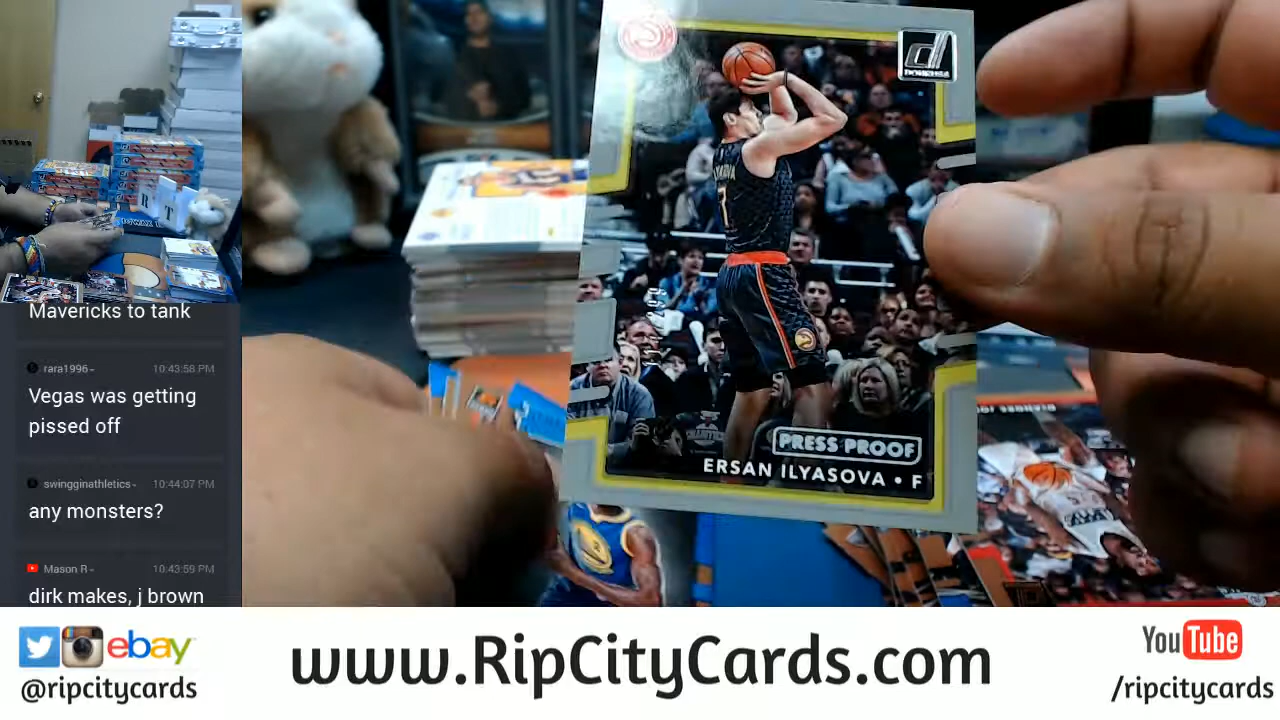 Mavericks to tank
rara1996
10:43:58 PM
Vegas was getting
pissed off
swingginathletics
10:44:07 PM
any monsters?
Mason R
10:43:59 PM
dirk makes, j brown
R T
d
DONRUSS
7
PRESS PROOF
ERSAN ILYASOVA • F
ebay
@ripcitycards
www.RipCityCards.com
YouTube
/ripcitycards